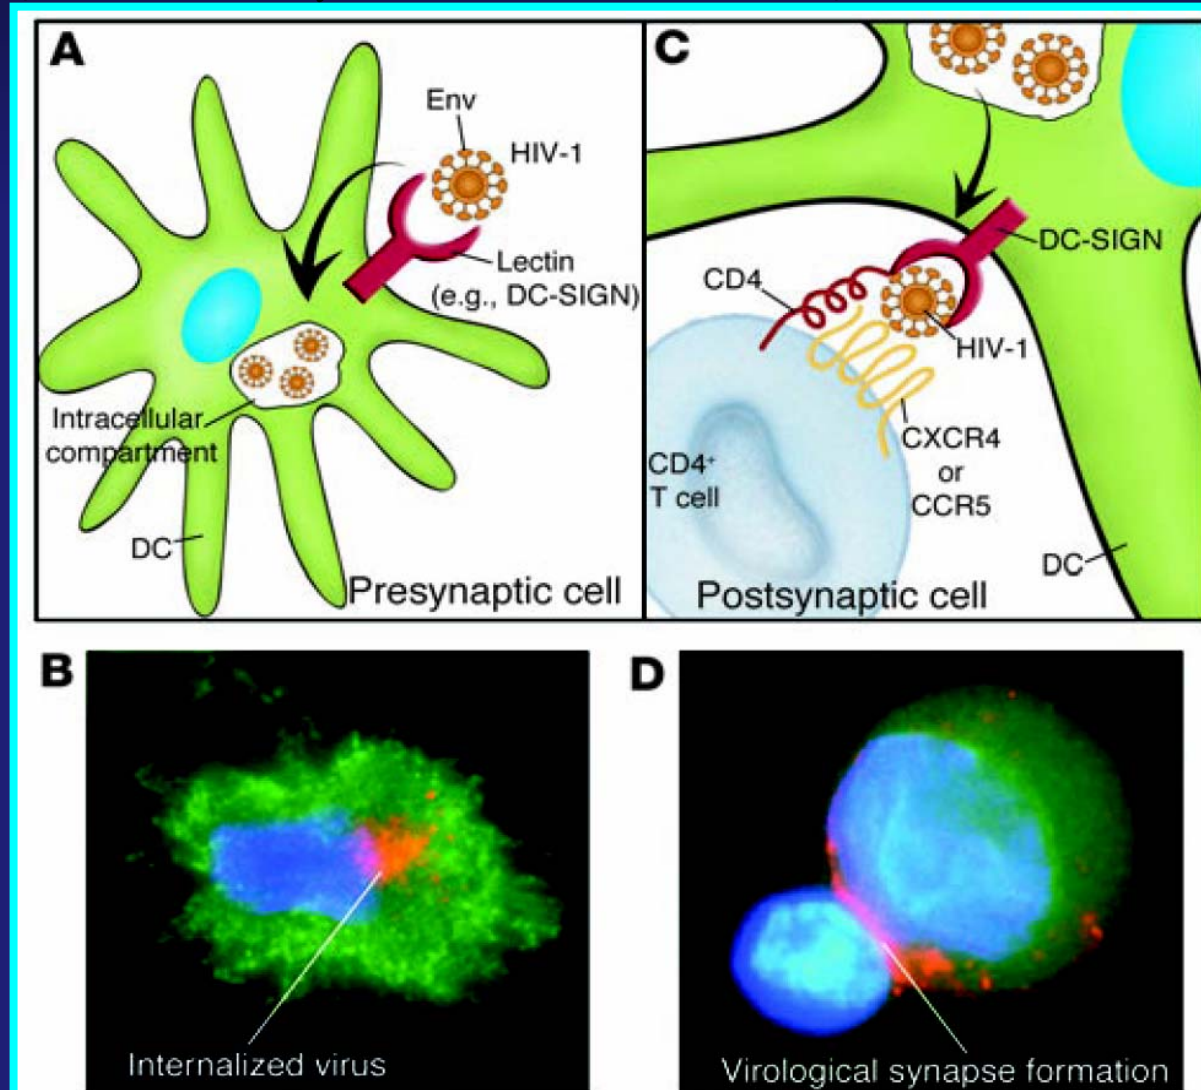 A
Env
HIV-1
Lectin
(e.g., DC-SIGN)
Intracellular
compartment
DC
Presynaptic cell
C
DC-SIGN
CD4
HIV-1
CXCR4
or
CCR5
CD4⁺
T cell
DC
Postsynaptic cell
B
Internalized virus
D
Virological synapse formation